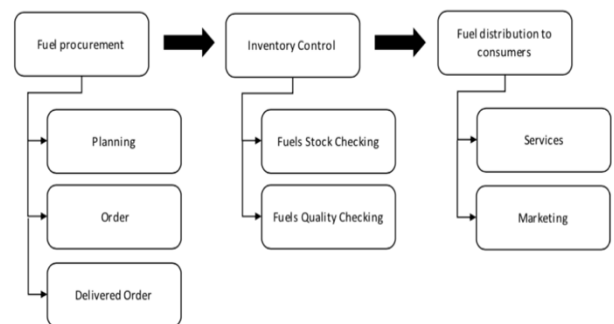 Fuel procurement
Planning
Order
Delivered Order
Inventory Control
Fuels Stock Checking
Fuels Quality Checking
Fuel distribution to
consumers
Services
Marketing